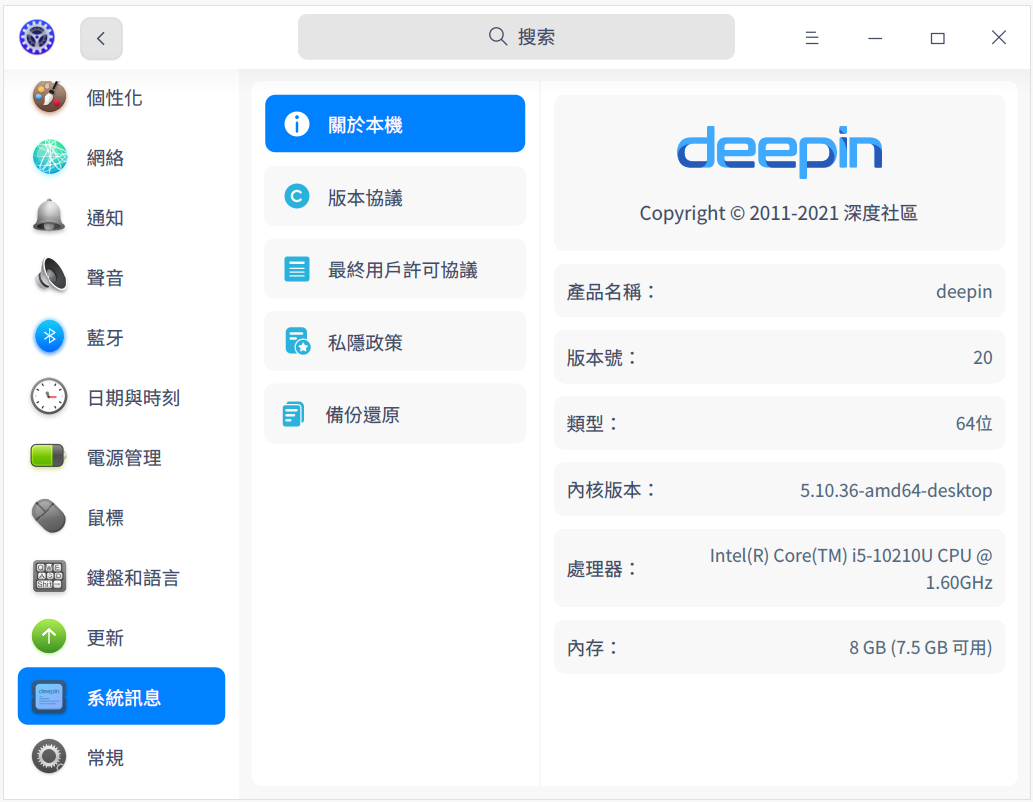 搜索
個性化
網絡
通知
聲音
藍牙
日期與時刻
電源管理
鼠標
鍵盤和語言
更新
系統訊息
常規
關於本機
版本協議
最終用戶許可協議
私隱政策
備份還原
deepin
Copyright © 2011-2021 深度社區
產品名稱： deepin
版本號： 20
類型： 64位
內核版本： 5.10.36-amd64-desktop
處理器： Intel(R) Core(TM) i5-10210U CPU @
1.60GHz
內存： 8 GB (7.5 GB 可用)